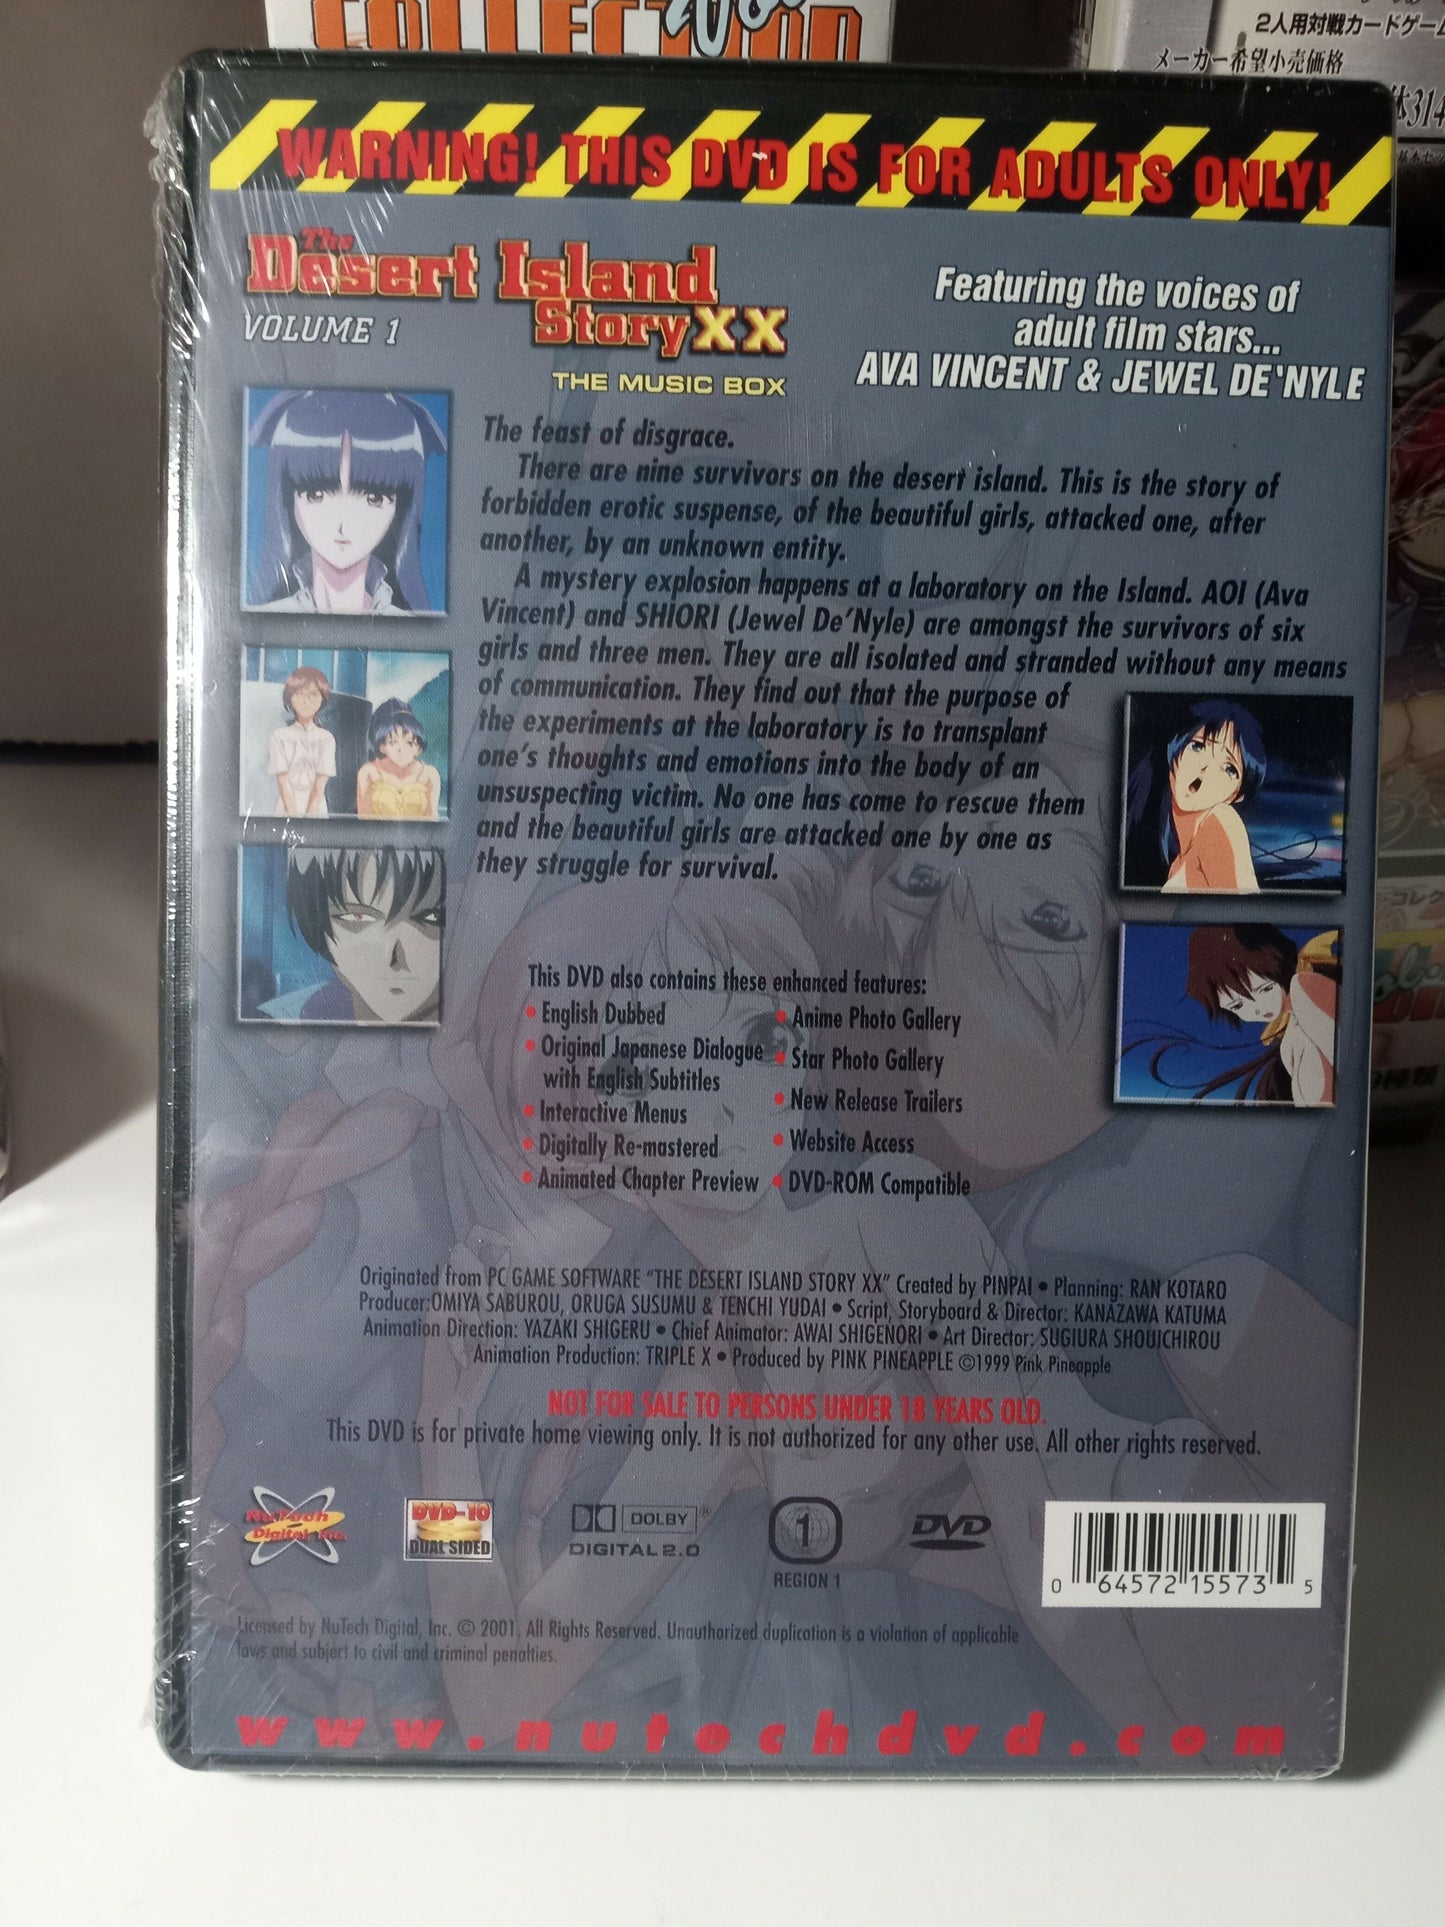 COLLECTION
2人用対戦カードゲーム
メーカー希望小売価格
WARNING! THIS DVD IS FOR ADULTS ONLY!
The
Desert Island
Story XX
VOLUME 1
THE MUSIC BOX
Featuring the voices of
adult film stars...
AVA VINCENT & JEWEL DE'NYLE
The feast of disgrace.
There are nine survivors on the desert island. This is the story of
forbidden erotic suspense, of the beautiful girls, attacked one, after
another, by an unknown entity.
A mystery explosion happens at a laboratory on the Island. AOI (Ava
Vincent) and SHIORI (Jewel De'Nyle) are amongst the survivors of six
girls and three men. They are all isolated and stranded without any means
of communication. They find out that the purpose of
the experiments at the laboratory is to transplant
one's thoughts and emotions into the body of an
unsuspecting victim. No one has come to rescue them
and the beautiful girls are attacked one by one as
they struggle for survival.
This DVD also contains these enhanced features:
• English Dubbed
• Original Japanese Dialogue
with English Subtitles
• Interactive Menus
• Digitally Re-mastered
• Animated Chapter Preview
• Anime Photo Gallery
• Star Photo Gallery
• New Release Trailers
• Website Access
• DVD-ROM Compatible
Originated from PC GAME SOFTWARE "THE DESERT ISLAND STORY XX" Created by PINPAI • Planning: RAN KOTARO
Producer:OMIYA SABUROU, ORUGA SUSUMU & TENCHI YUDAI • Script, Storyboard & Director: KANAZAWA KATUMA
Animation Direction: YAZAKI SHIGERU • Chief Animator: AWAI SHIGENORI • Art Director: SUGIURA SHOUICHIROU
Animation Production: TRIPLE X • Produced by PINK PINEAPPLE ©1999 Pink Pineapple
NOT FOR SALE TO PERSONS UNDER 18 YEARS OLD.
This DVD is for private home viewing only. It is not authorized for any other use. All other rights reserved.
NuTech
Digital, Inc.
DVD-10
DUAL SIDED
DOLBY®
DIGITAL 2.0
1
REGION 1
DVD
0 64572 15573 5
Licensed by NuTech Digital, Inc. © 2001. All Rights Reserved. Unauthorized duplication is a violation of applicable
laws and subject to civil and criminal penalties.
www.nutechdvd.com